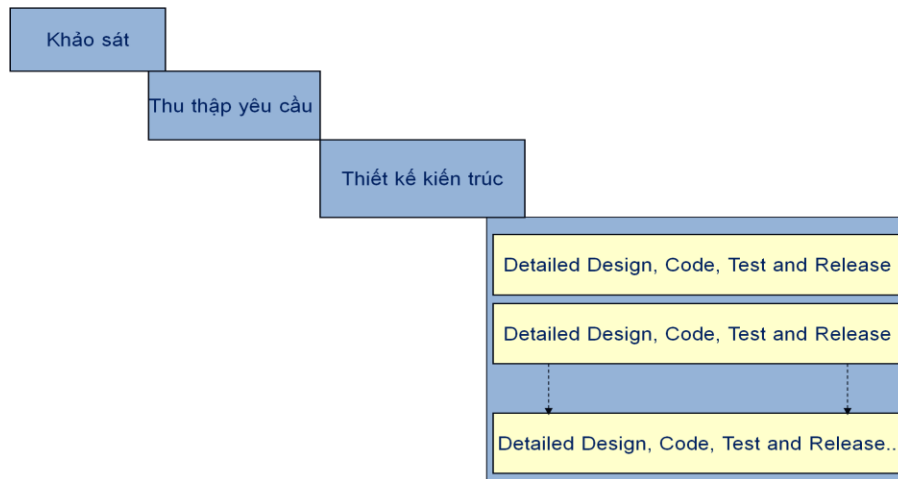 Khảo sát
Thu thập yêu cầu
Thiết kế kiến trúc
Detailed Design, Code, Test and Release
Detailed Design, Code, Test and Release
Detailed Design, Code, Test and Release..